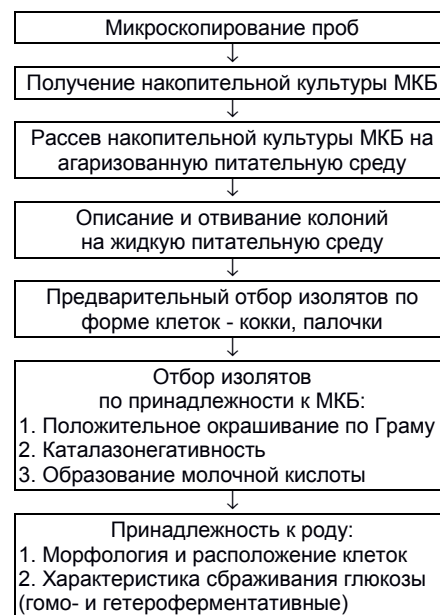 Микроскопирование проб
↓
Получение накопительной культуры МКБ
↓
Рассев накопительной культуры МКБ на
агаризованную питательную среду
↓
Описание и отвивание колоний
на жидкую питательную среду
↓
Предварительный отбор изолятов по
форме клеток - кокки, палочки
↓
Отбор изолятов
по принадлежности к МКБ:
1. Положительное окрашивание по Граму
2. Каталазонегативность
3. Образование молочной кислоты
↓
Принадлежность к роду:
1. Морфология и расположение клеток
2. Характеристика сбраживания глюкозы
(гомо- и гетероферментативные)